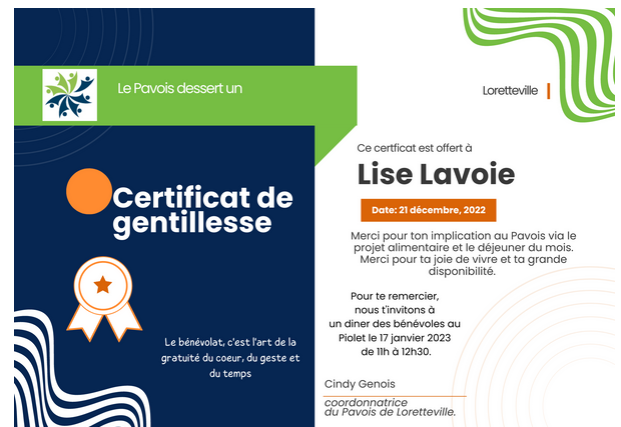 Le Pavois dessert un
Certificat de
gentillesse
Le bénévolat, c'est l'art de la
gratuité du coeur, du geste et
du temps
Loretteville
Ce certficat est offert à
Lise Lavoie
Date: 21 décembre, 2022
Merci pour ton implication au Pavois via le
projet alimentaire et le déjeuner du mois.
Merci pour ta joie de vivre et ta grande
disponibilité.
Pour te remercier,
nous t'invitons à
un diner des bénévoles au
Piolet le 17 janvier 2023
de 11h à 12h30.
Cindy Genois
coordonnatrice
du Pavois de Loretteville.